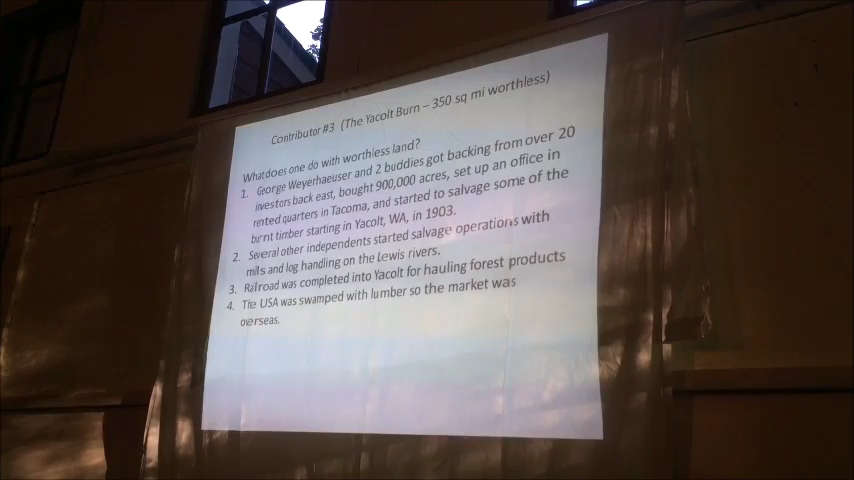 Contributor #3 (The Yacolt Burn – 350 sq mi worthless)
What does one do with worthless land?
1. George Weyerhaeuser and 2 buddies got backing from over 20
investors back east, bought 900,000 acres, set up an office in
rented quarters in Tacoma, and started to salvage some of the
burnt timber starting in Yacolt, WA, in 1903.
2. Several other independents started salvage operations with
mills and log handling on the Lewis rivers.
3. Railroad was completed into Yacolt for hauling forest products
4. The USA was swamped with lumber so the market was
overseas.